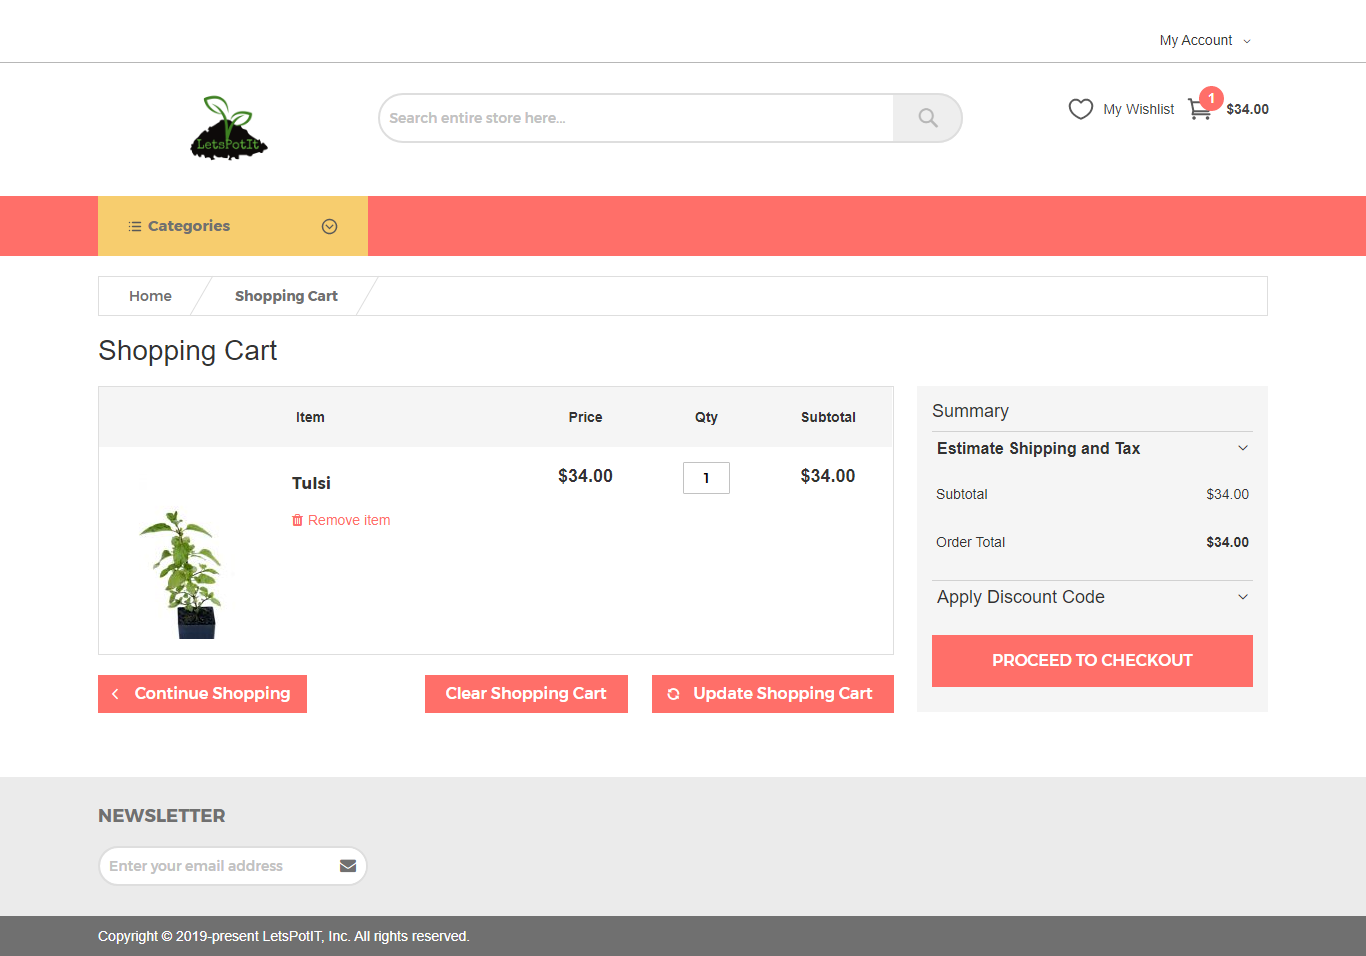 My Account
LetsPotIt
Search entire store here...
My Wishlist
1
$34.00
Categories
Home
Shopping Cart
Shopping Cart
Item Price Qty Subtotal
Tulsi $34.00 1 $34.00
Remove item
Continue Shopping
Clear Shopping Cart
Update Shopping Cart
Summary
Estimate Shipping and Tax
Subtotal $34.00
Order Total $34.00
Apply Discount Code
PROCEED TO CHECKOUT
NEWSLETTER
Enter your email address
Copyright © 2019-present LetsPotIT, Inc. All rights reserved.